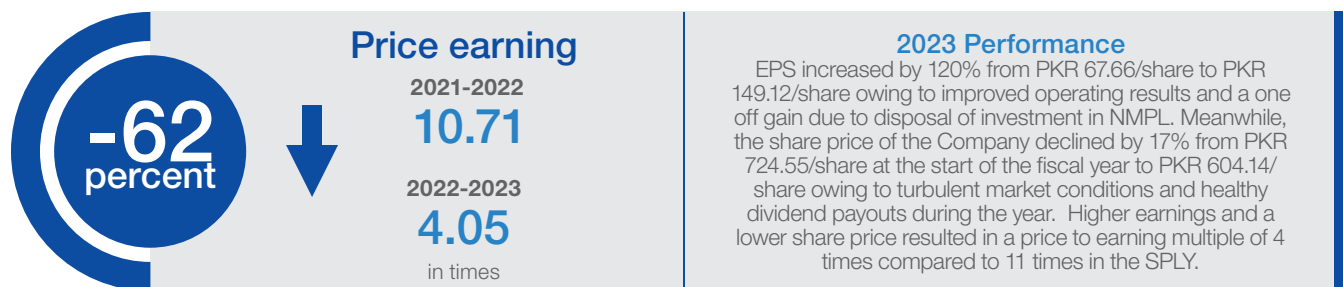 -62
percent
Price earning
2021-2022
10.71
2022-2023
4.05
in times
2023 Performance
EPS increased by 120% from PKR 67.66/share to PKR
149.12/share owing to improved operating results and a one
off gain due to disposal of investment in NMPL. Meanwhile,
the share price of the Company declined by 17% from PKR
724.55/share at the start of the fiscal year to PKR 604.14/
share owing to turbulent market conditions and healthy
dividend payouts during the year. Higher earnings and a
lower share price resulted in a price to earning multiple of 4
times compared to 11 times in the SPLY.